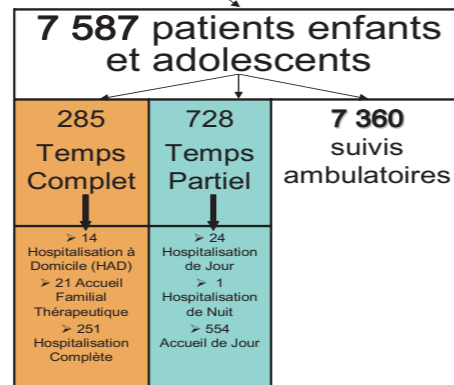 7 587 patients enfants
et adolescents
285
Temps
Complet
728
Temps
Partiel
7 360
suivis
ambulatoires
➢ 14
Hospitalisation à
Domicile (HAD)
➢ 21 Accueil
Familial
Thérapeutique
➢ 251
Hospitalisation
Complète
➢ 24
Hospitalisation
de Jour
➢ 1
Hospitalisation
de Nuit
➢ 554
Accueil de Jour